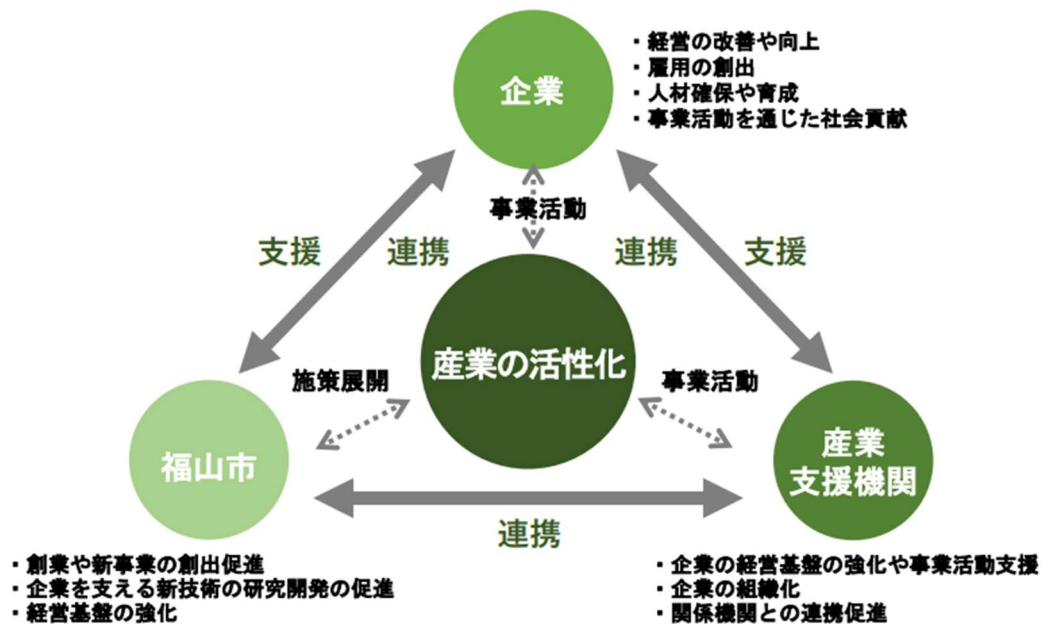 企業
・経営の改善や向上
・雇用の創出
・人材確保や育成
・事業活動を通じた社会貢献
事業活動
支援
連携
連携
支援
産業の活性化
施策展開
事業活動
福山市
産業
支援機関
連携
・創業や新事業の創出促進
・企業を支える新技術の研究開発の促進
・経営基盤の強化
・企業の経営基盤の強化や事業活動支援
・企業の組織化
・関係機関との連携促進